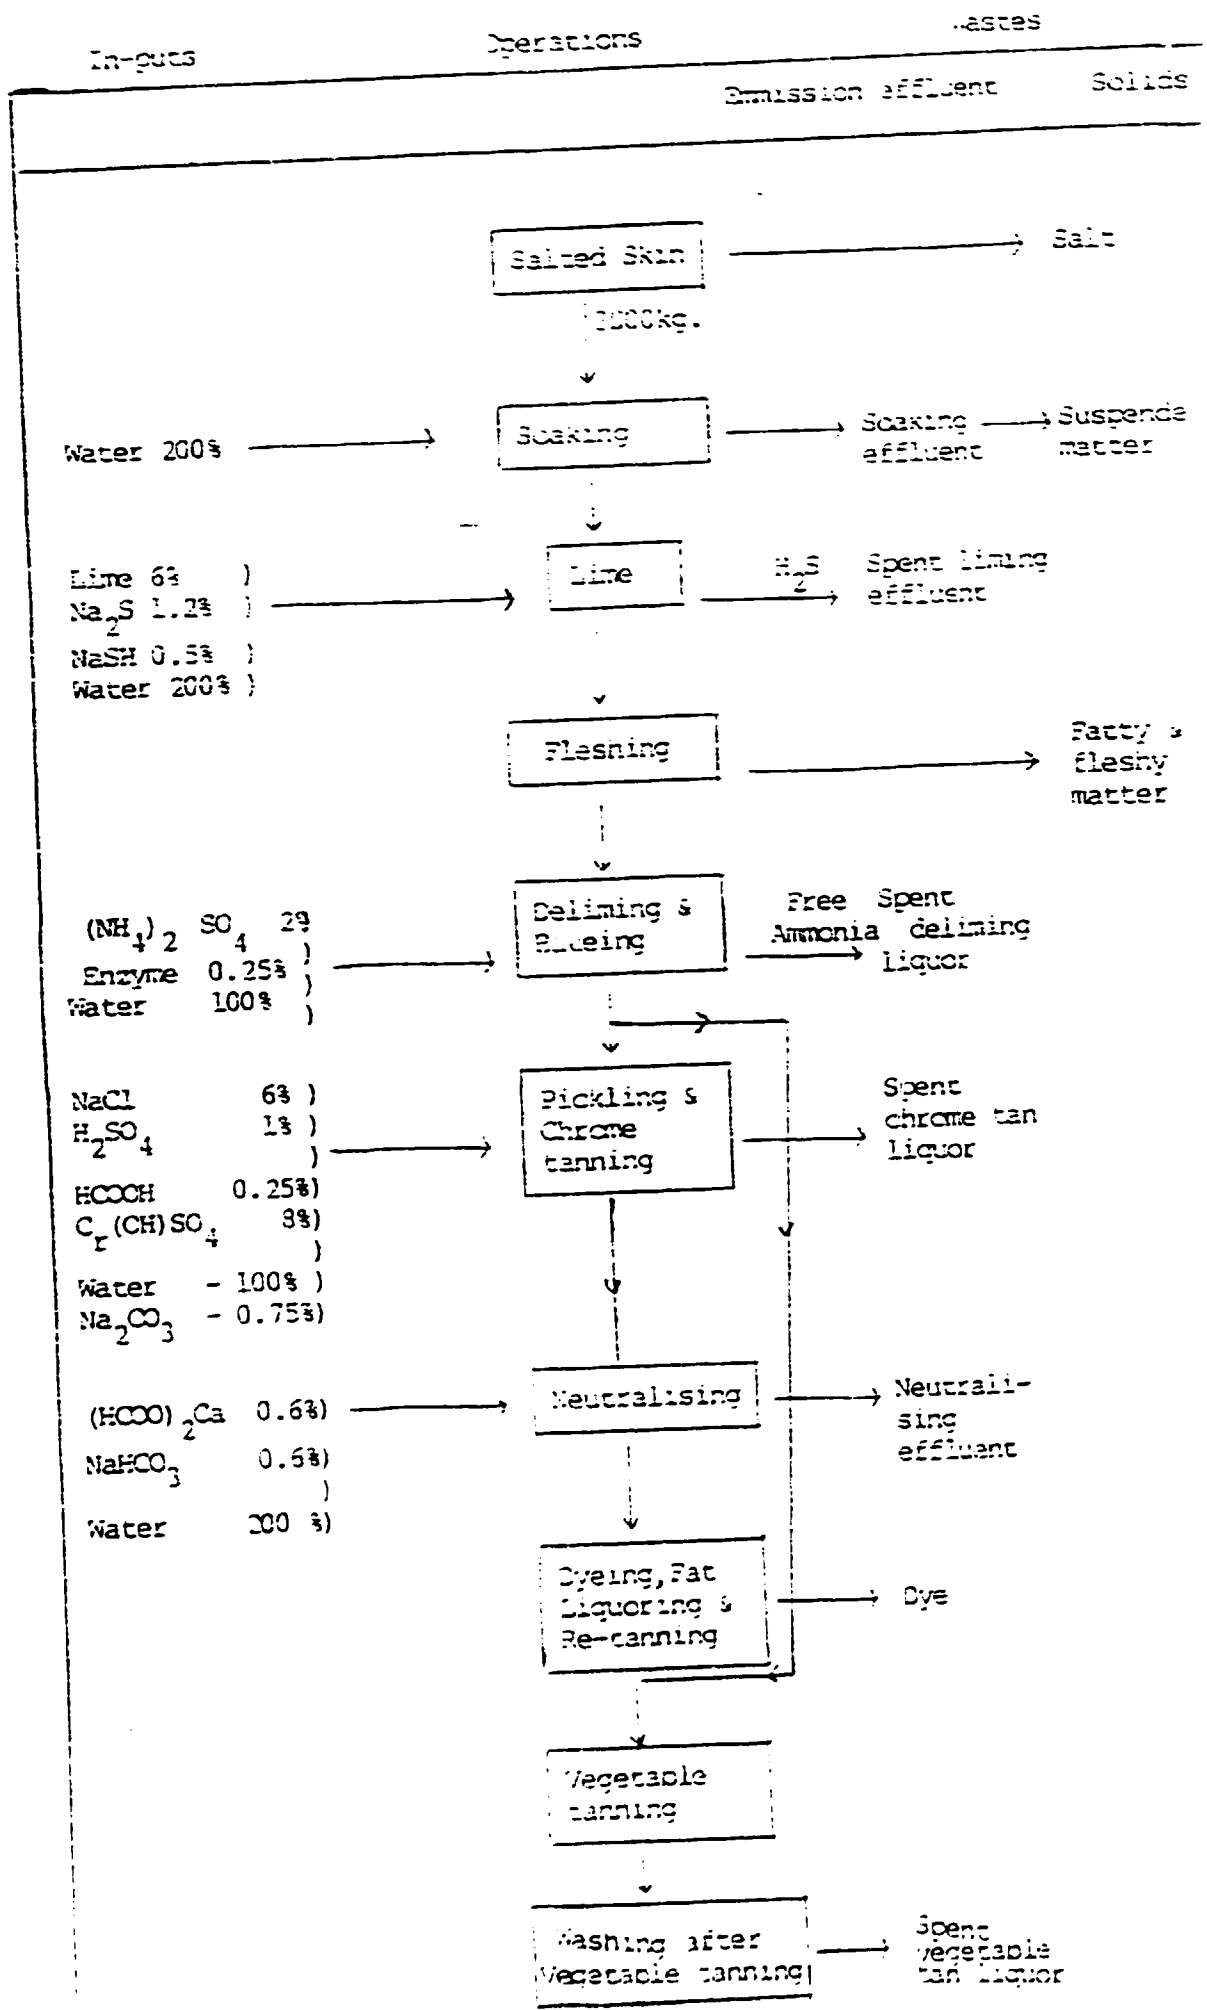 In-puts Operations Wastes
Emmission effluent Solids
Salted Skin Salt
Water 200% Soaking Soaking effluent Suspende matter
Lime 6% )
Na2S 1.2% )
NaSH 0.5% )
Water 200% )
Lime
H2S Spent liming
effluent
Fleshing
Fatty &
fleshy
matter
(NH4)2 SO4 2%
Enzyme 0.25% )
Water 100% )
Deliming &
Free Spent
Ammonia deliming
liquor
NaCl 6% )
H2SO4 1% )
HCOOH 0.25%)
Cr(OH)SO4 8%)
Water - 100% )
Na2CO3 - 0.75%)
Pickling &
Chrome
tanning
Spent
chrome tan
liquor
(HCOO)2Ca 0.6%)
NaHCO3 0.6%)
Water 200 %)
Neutralising
Neutrali-
sing
effluent
Dyeing,Fat
Liquoring &
Re-tanning
Dye
Vegetable
tanning
Washing after
Vegetable tanning
Spent
vegetable
tan liquor